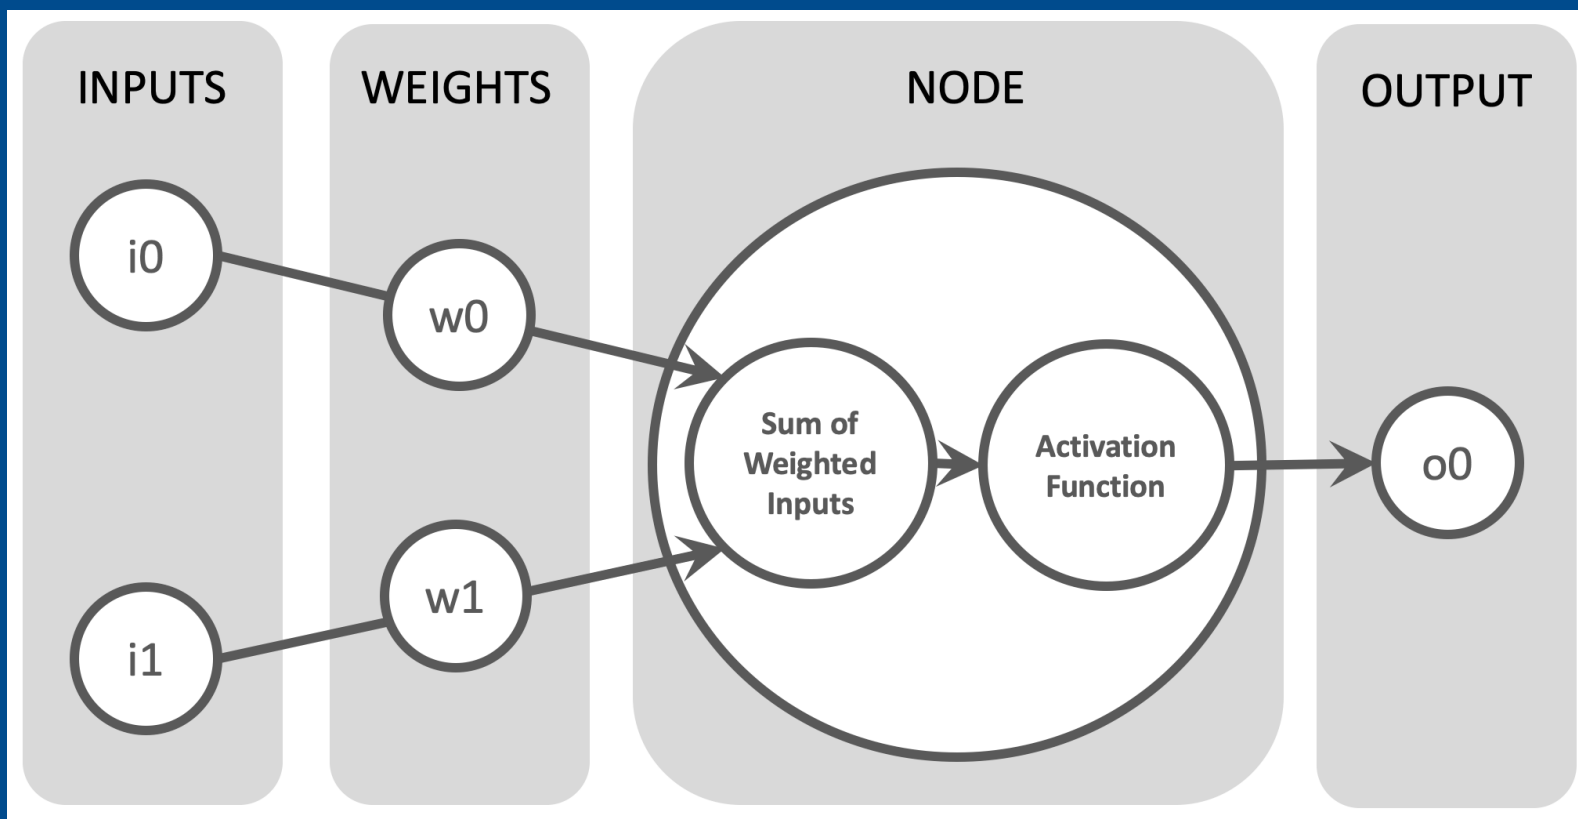 INPUTS
WEIGHTS
NODE
OUTPUT
i0
w0
Sum of
Weighted
Inputs
Activation
Function
o0
i1
w1